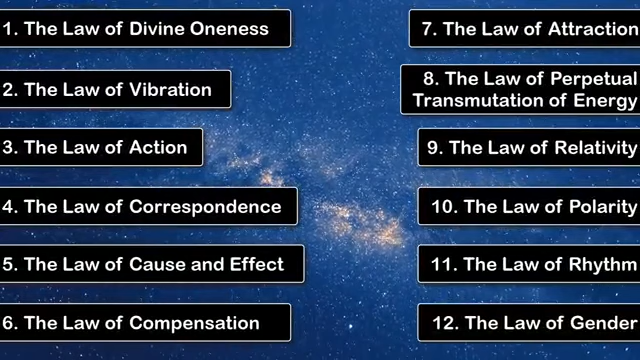 1. The Law of Divine Oneness
2. The Law of Vibration
3. The Law of Action
4. The Law of Correspondence
5. The Law of Cause and Effect
6. The Law of Compensation
7. The Law of Attraction
8. The Law of Perpetual
Transmutation of Energy
9. The Law of Relativity
10. The Law of Polarity
11. The Law of Rhythm
12. The Law of Gender